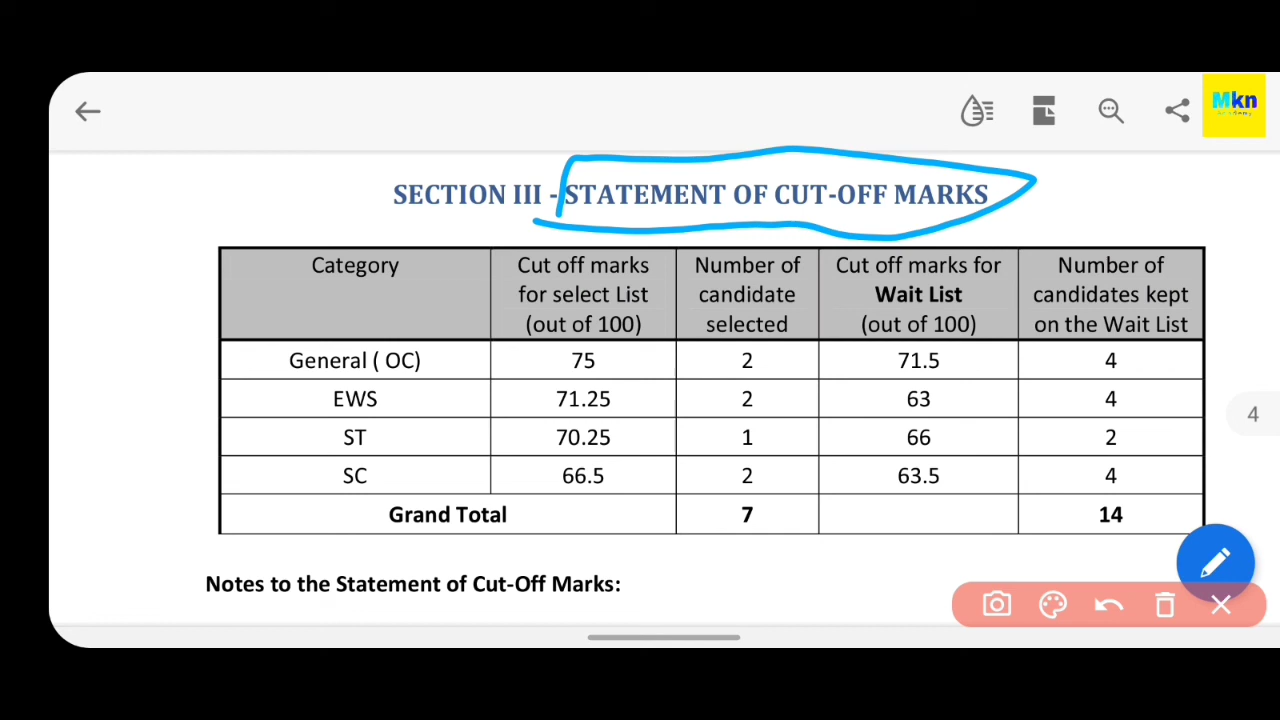 Mkn
Academy
SECTION III - STATEMENT OF CUT-OFF MARKS
Category
Cut off marks
for select List
(out of 100)
Number of
candidate
selected
Cut off marks for
Wait List
(out of 100)
Number of
candidates kept
on the Wait List
General ( OC) 75 2 71.5 4
EWS 71.25 2 63 4
ST 70.25 1 66 2
SC 66.5 2 63.5 4
Grand Total 7 14
4
Notes to the Statement of Cut-Off Marks: